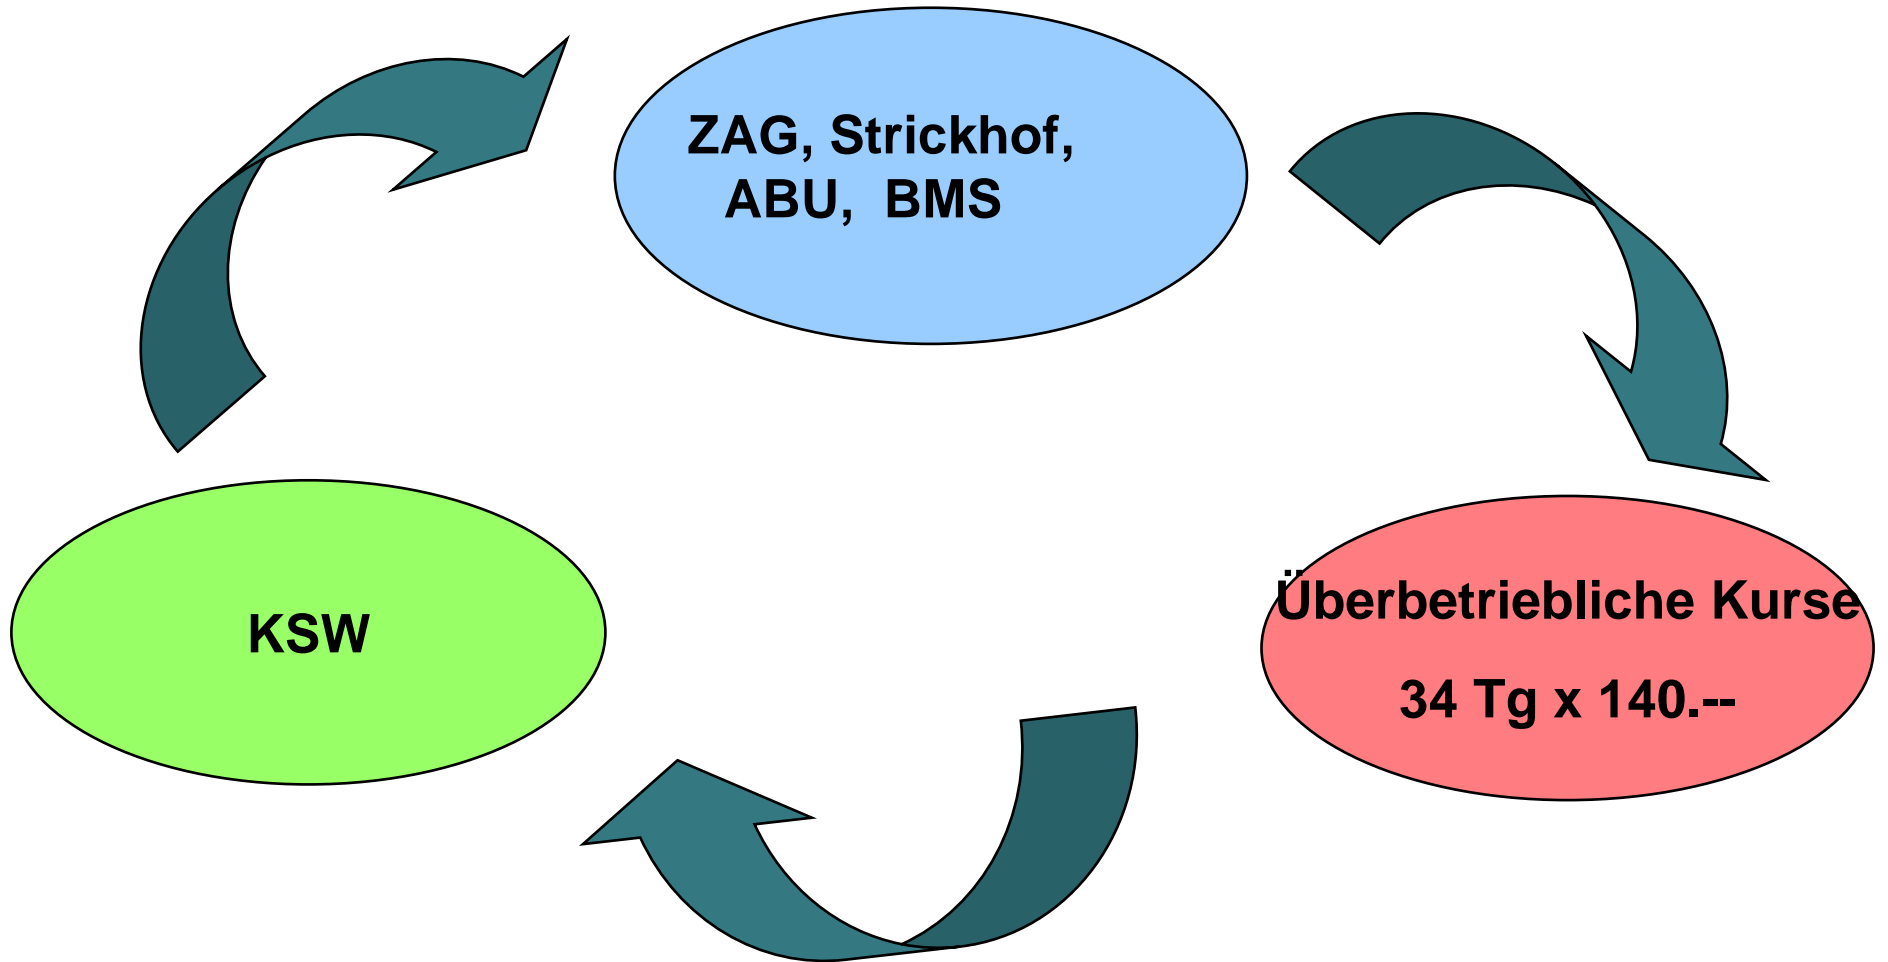 ZAG, Strickhof,
ABU, BMS
KSW
Überbetriebliche Kurse
34 Tg x 140.--